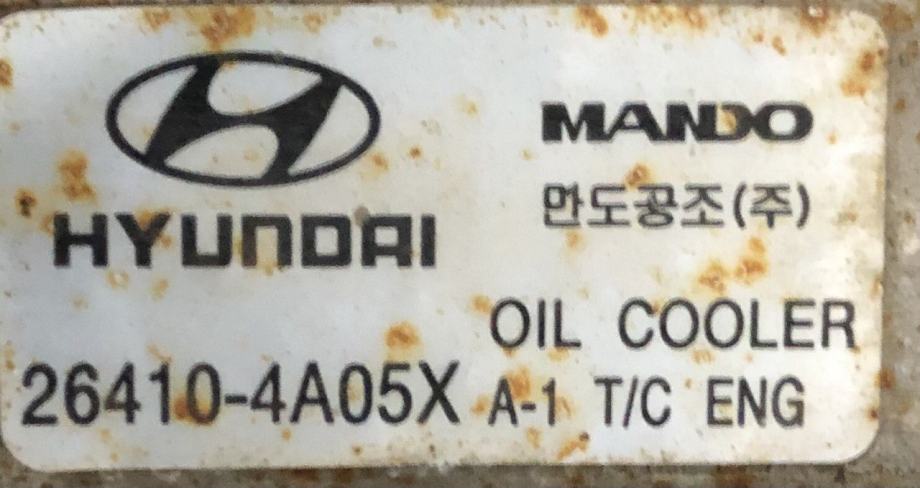 HYUNDAI
MANDO
만도공조(주)
OIL COOLER
26410-4A05X A-1 T/C ENG